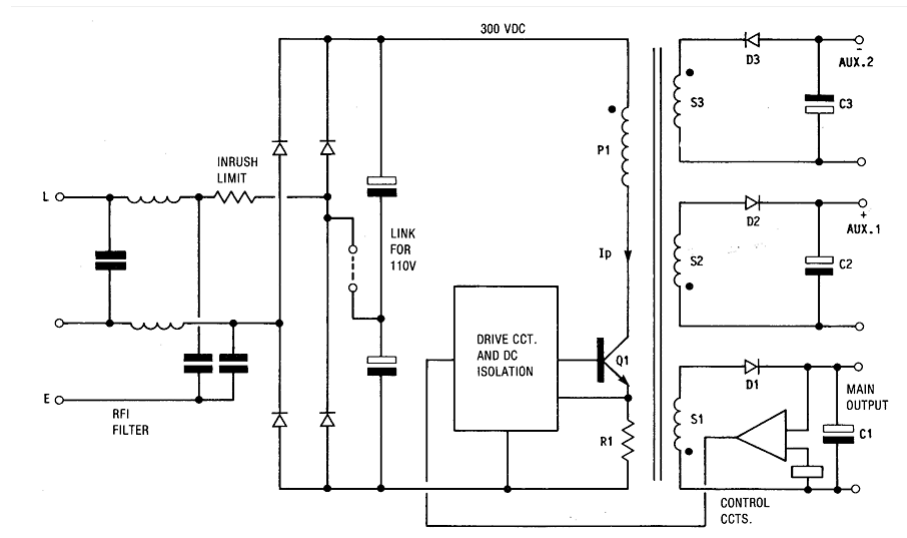 300 VDC
D3
-
AUX.2
S3
C3
P1
INRUSH
LIMIT
L
D2
+
AUX.1
LINK
FOR
110V
Ip
S2
C2
DRIVE CCT.
AND DC
ISOLATION
Q1
D1
MAIN
OUTPUT
E
RFI
FILTER
R1
S1
C1
CONTROL
CCTS.